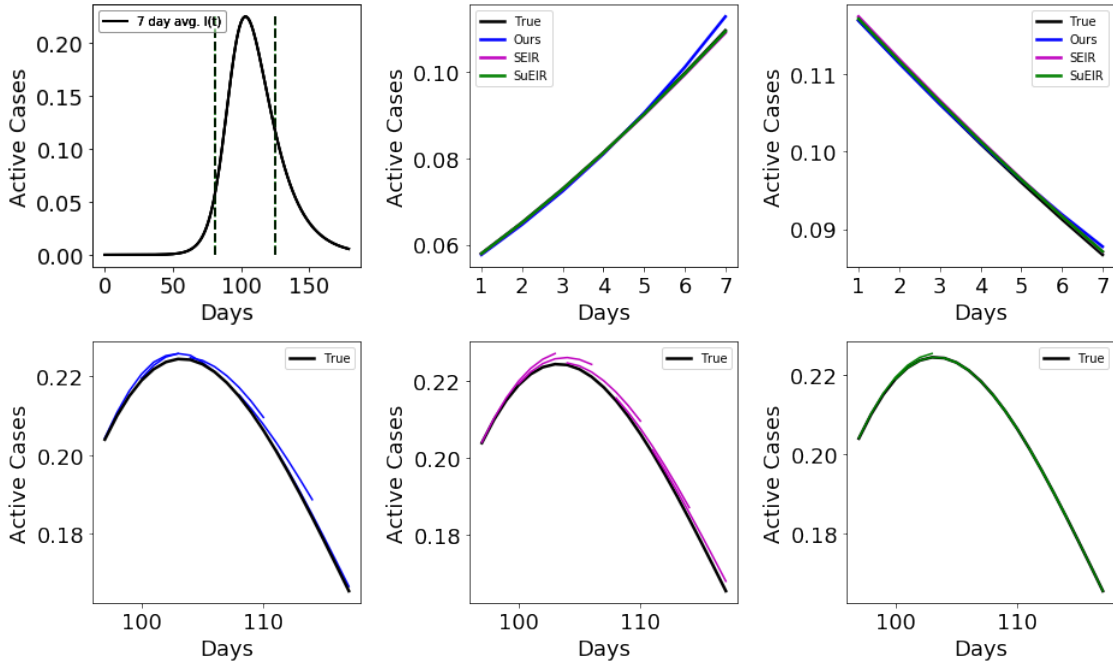 7 day avg. I(t)
Active Cases
0.20
0.15
0.10
0.05
0.00
0 50 100 150
Days
True
Ours
SEIR
SuEIR
Active Cases
0.10
0.08
0.06
1 2 3 4 5 6 7
Days
True
Ours
SEIR
SuEIR
Active Cases
0.11
0.10
0.09
1 2 3 4 5 6 7
Days
True
Active Cases
0.22
0.20
0.18
100 110
Days
True
Active Cases
0.22
0.20
0.18
100 110
Days
True
Active Cases
0.22
0.20
0.18
100 110
Days